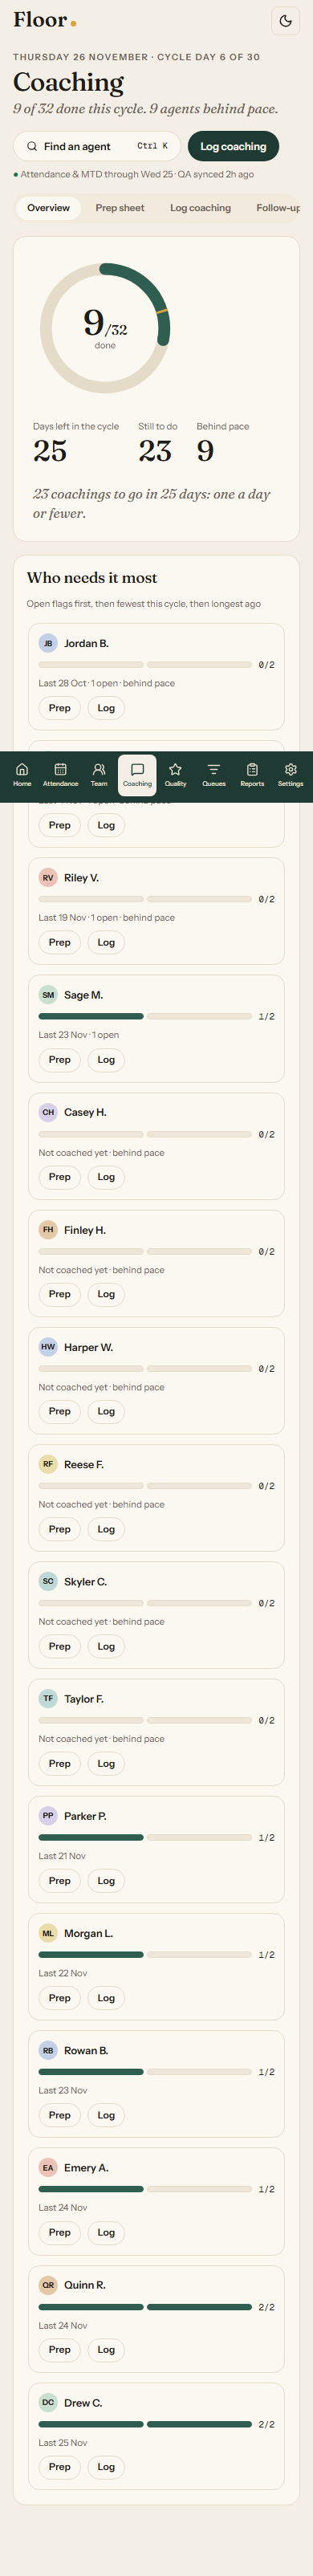 Floor.
THURSDAY 26 NOVEMBER · CYCLE DAY 6 OF 30
Coaching
9 of 32 done this cycle. 9 agents behind pace.
Find an agent Ctrl K
Log coaching
Attendance & MTD through Wed 25 · QA synced 2h ago
Overview Prep sheet Log coaching Follow-up
9/32
done
Days left in the cycle Still to do Behind pace
25 23 9
23 coachings to go in 25 days: one a day
or fewer.
Who needs it most
Open flags first, then fewest this cycle, then longest ago
JB Jordan B.
0/2
Last 28 Oct · 1 open · behind pace
Prep Log
Home Attendance Team Coaching Quality Queues Reports Settings
Prep Log
RV Riley V.
0/2
Last 19 Nov · 1 open · behind pace
Prep Log
SM Sage M.
1/2
Last 23 Nov · 1 open
Prep Log
CH Casey H.
0/2
Not coached yet · behind pace
Prep Log
FH Finley H.
0/2
Not coached yet · behind pace
Prep Log
HW Harper W.
0/2
Not coached yet · behind pace
Prep Log
RF Reese F.
0/2
Not coached yet · behind pace
Prep Log
SC Skyler C.
0/2
Not coached yet · behind pace
Prep Log
TF Taylor F.
0/2
Not coached yet · behind pace
Prep Log
PP Parker P.
1/2
Last 21 Nov
Prep Log
ML Morgan L.
1/2
Last 22 Nov
Prep Log
RB Rowan B.
1/2
Last 23 Nov
Prep Log
EA Emery A.
1/2
Last 24 Nov
Prep Log
QR Quinn R.
2/2
Last 24 Nov
Prep Log
DC Drew C.
2/2
Last 25 Nov
Prep Log